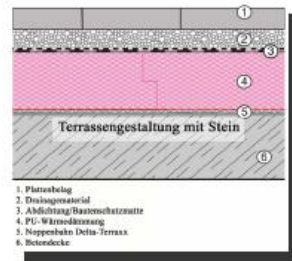 1
2
3
4
5
Terrassengestaltung mit Stein
6
1. Plattenbelag
2. Drainagematerial
3. Abdichtung/Bautenschutzmatte
4. PU-Wärmedämmung
5. Noppenbahn Delta-Terraxx
6. Betondecke